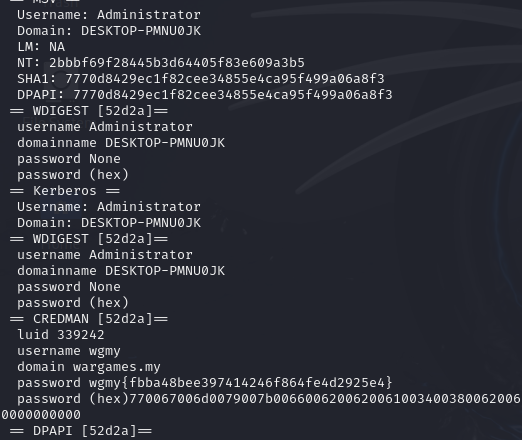 == MSV ==
Username: Administrator
Domain: DESKTOP-PMNU0JK
LM: NA
NT: 2bbbf69f28445b3d64405f83e609a3b5
SHA1: 7770d8429ec1f82cee34855e4ca95f499a06a8f3
DPAPI: 7770d8429ec1f82cee34855e4ca95f499a06a8f3
== WDIGEST [52d2a]==
username Administrator
domainname DESKTOP-PMNU0JK
password None
password (hex)
== Kerberos ==
Username: Administrator
Domain: DESKTOP-PMNU0JK
== WDIGEST [52d2a]==
username Administrator
domainname DESKTOP-PMNU0JK
password None
password (hex)
== CREDMAN [52d2a]==
luid 339242
username wgmy
domain wargames.my
password wgmy{fbba48bee397414246f864fe4d2925e4}
password (hex)770067006d0079007b0066006200620061003400380062006
0000000000
== DPAPI [52d2a]==